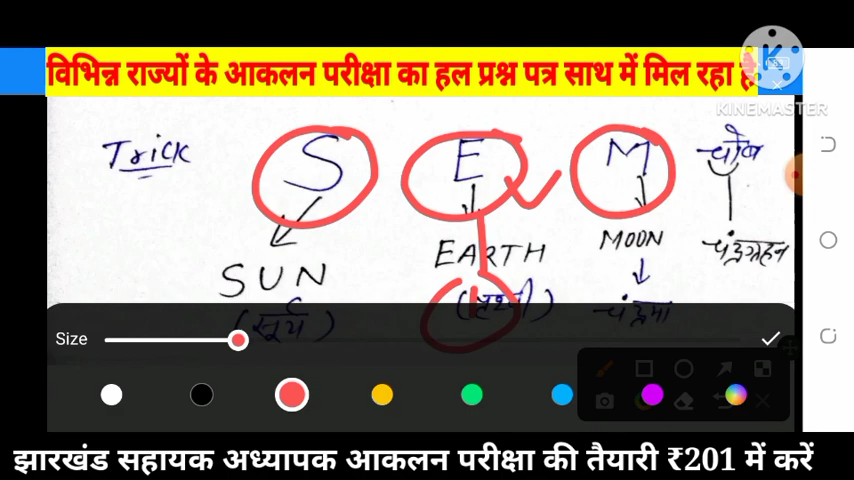 विभिन्न राज्यों के आकलन परीक्षा का हल प्रश्न पत्र साथ में मिल रहा है
KINEMASTER
Trick S E M
SUN EARTH MOON चंद्रग्रहन
(सूर्य) (पृथ्वी) चंद्रमा
Size
झारखंड सहायक अध्यापक आकलन परीक्षा की तैयारी ₹201 में करें